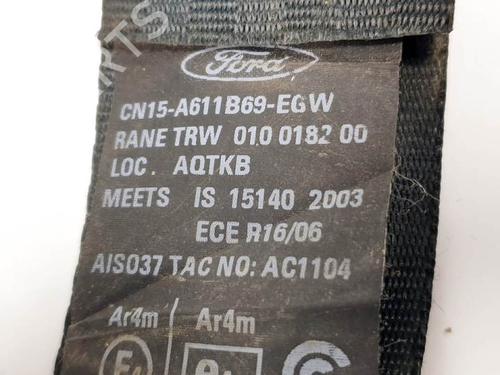 Ford
CN15-A611B69-EGW
RANE TRW 010 0182 00
LOC. AQTKB
MEETS IS 15140 2003
ECE R16/06
AIS037 TAC NO: AC1104
Ar4m Ar4m